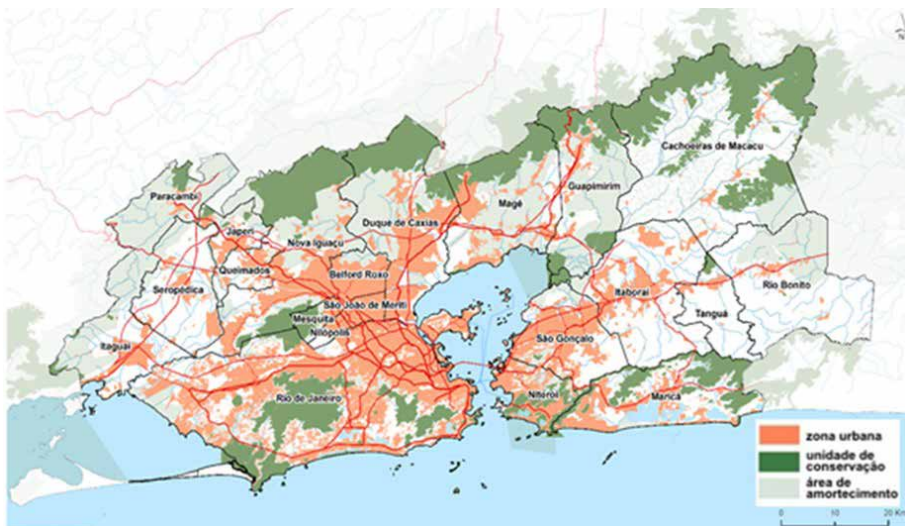 N
Cachoeiras de Macacu
Paracambi
Guapimirim
Magé
Duque de Caxias
Japeri
Nova Iguaçu
Queimados
Belford Roxo
Seropédica
Itaboraí
Rio Bonito
São João de Meriti
Tanguá
Mesquita
Nilópolis
São Gonçalo
Itaguaí
Rio de Janeiro
Niterói
Maricá
zona urbana
unidade de
conservação
área de
amortecimento
0 10 20 Km